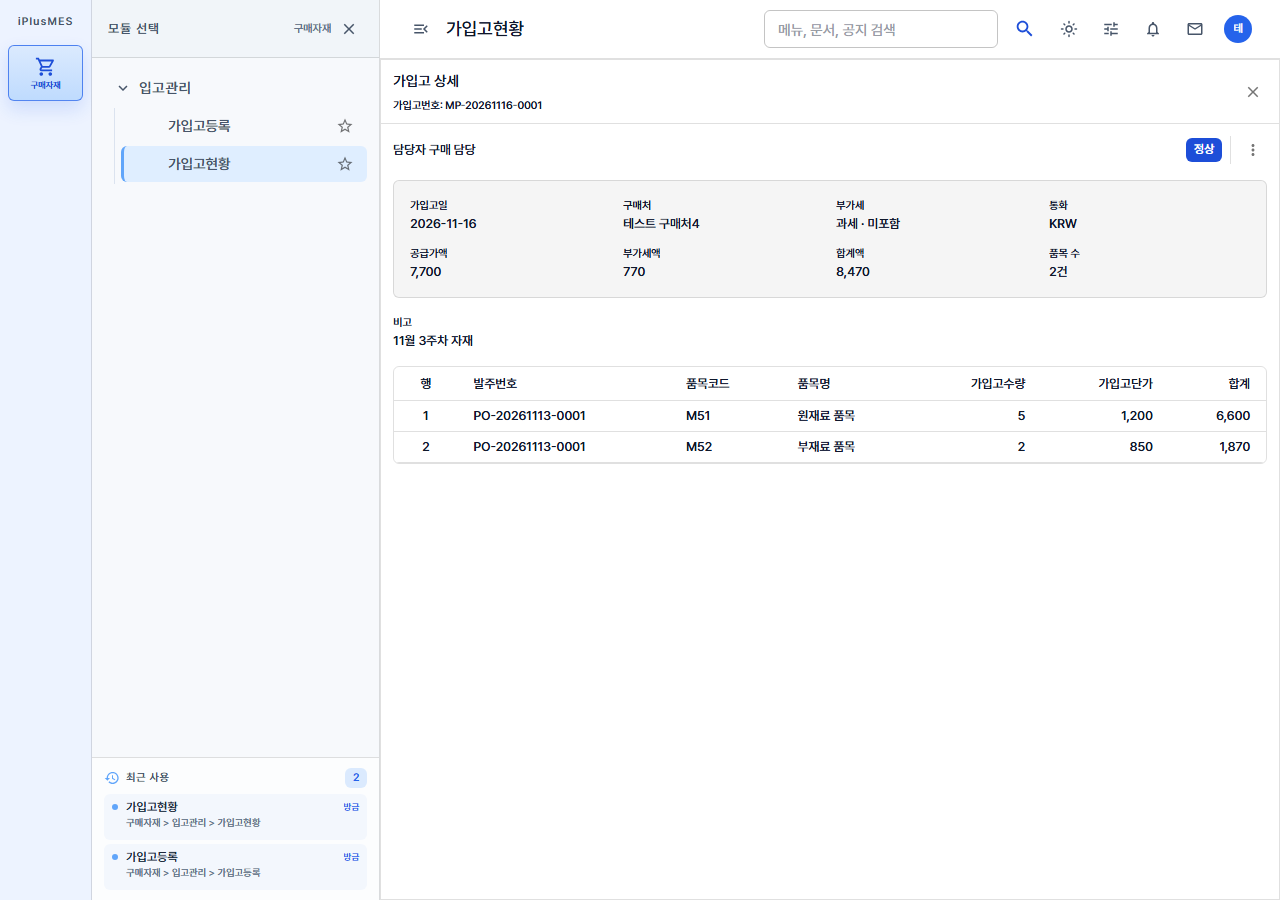 iPlusMES
구매자재
모듈 선택
구매자재
입고관리
가입고등록
가입고현황
최근 사용
2
가입고현황
방금
구매자재 > 입고관리 > 가입고현황
가입고등록
방금
구매자재 > 입고관리 > 가입고등록
가입고현황
메뉴, 문서, 공지 검색
테
가입고 상세
가입고번호: MP-20261116-0001
담당자 구매 담당
정상
가입고일 구매처 부가세 통화
2026-11-16 테스트 구매처4 과세 · 미포함 KRW
공급가액 부가세액 합계액 품목 수
7,700 770 8,470 2건
비고
11월 3주차 자재
행 발주번호 품목코드 품목명 가입고수량 가입고단가 합계
1 PO-20261113-0001 M51 원재료 품목 5 1,200 6,600
2 PO-20261113-0001 M52 부재료 품목 2 850 1,870